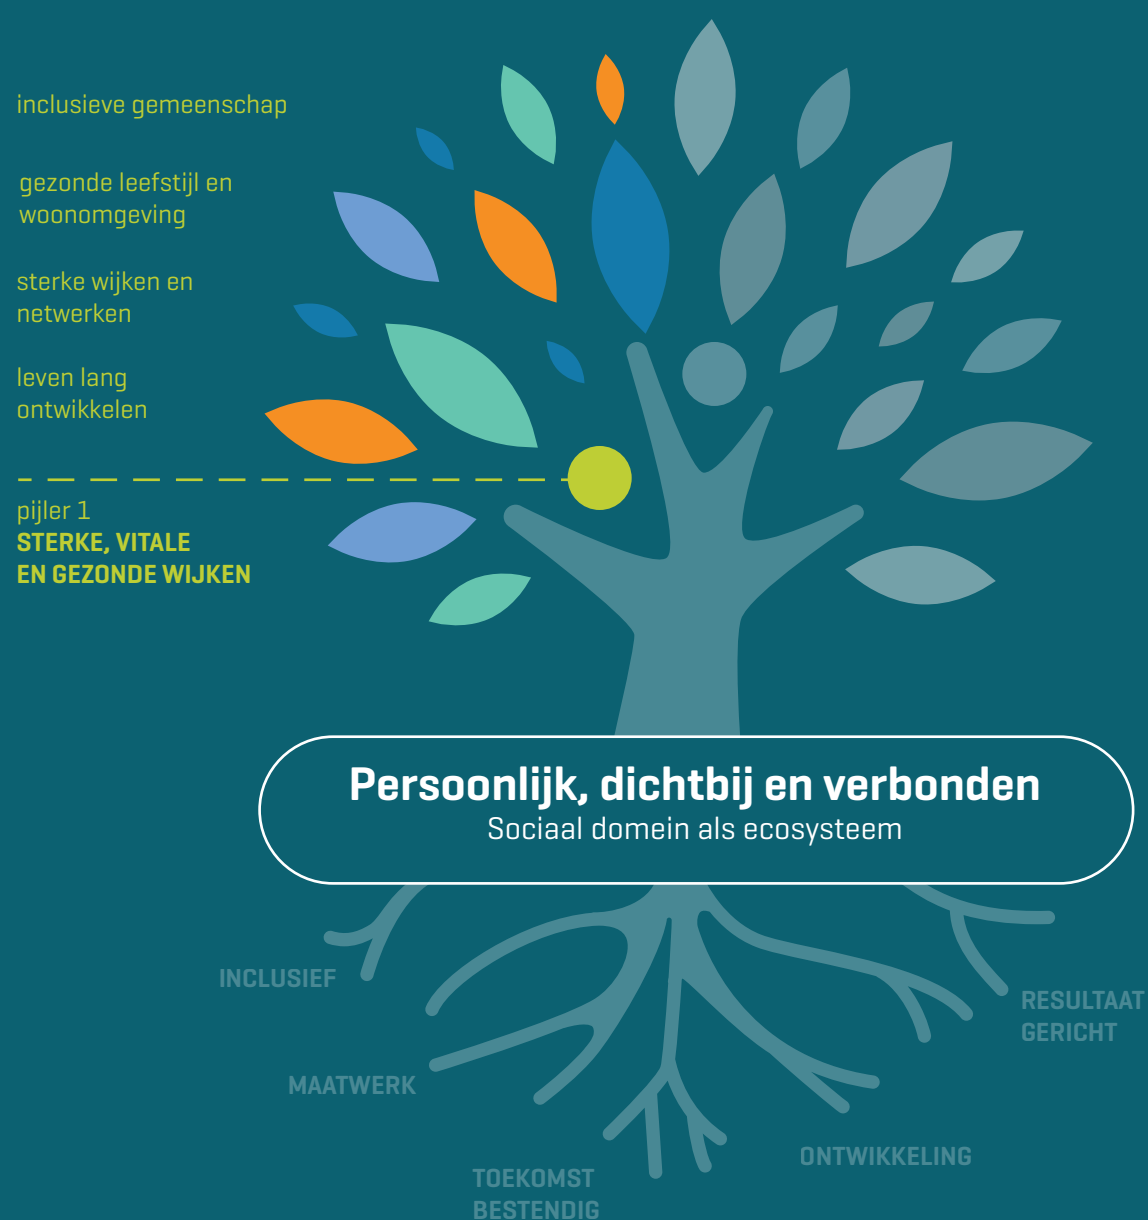 inclusieve gemeenschap
gezonde leefstijl en
woonomgeving
sterke wijken en
netwerken
leven lang
ontwikkelen
pijler 1
STERKE, VITALE
EN GEZONDE WIJKEN
Persoonlijk, dichtbij en verbonden
Sociaal domein als ecosysteem
INCLUSIEF
MAATWERK
TOEKOMST
BESTENDIG
ONTWIKKELING
RESULTAAT
GERICHT